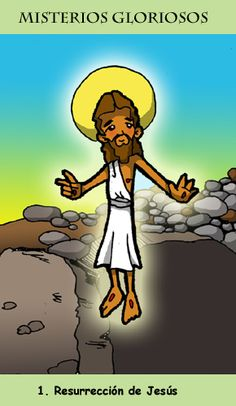 MISTERIOS GLORIOSOS
1. Resurrección de Jesús